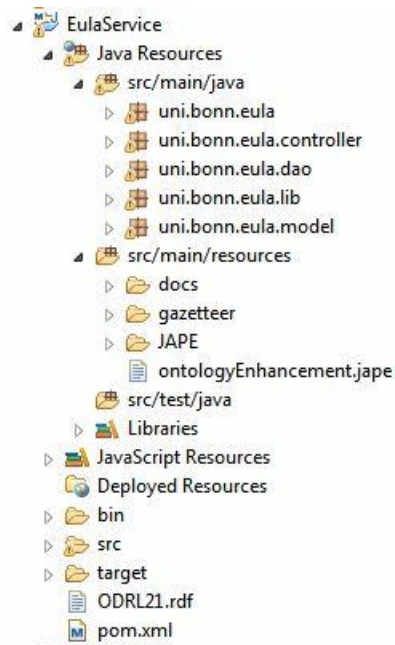 EulaService
Java Resources
src/main/java
uni.bonn.eula
uni.bonn.eula.controller
uni.bonn.eula.dao
uni.bonn.eula.lib
uni.bonn.eula.model
src/main/resources
docs
gazetteer
JAPE
ontologyEnhancement.jape
src/test/java
Libraries
JavaScript Resources
Deployed Resources
bin
src
target
ODRL21.rdf
pom.xml